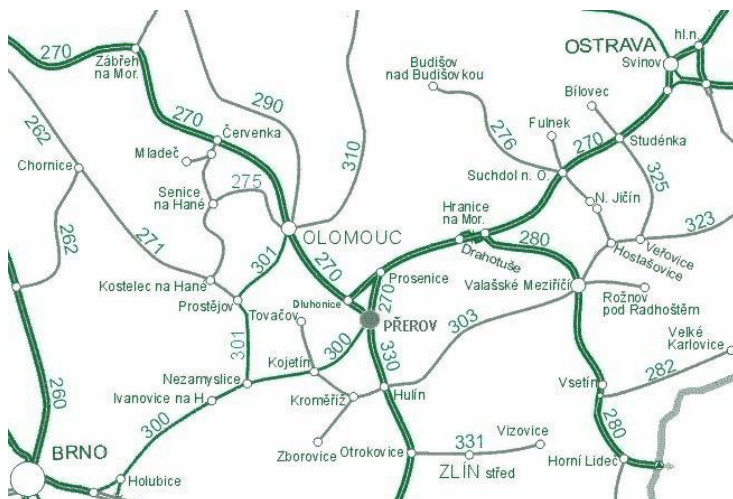 hl.n.
OSTRAVA
Svinov
270
Zábřeh
na Mor.
Budišov
nad Budišovkou
Bílovec
290
270
Fulnek
262
Červenka
276
270
Studénka
310
Chornice
Mladeč
Suchdol n. O.
325
Senice
na Hané
275
N. Jičín
Hranice
na Mor.
323
OLOMOUC
280
262
271
301
Drahotuše
Hostašovice
Veřovice
270
Prosenice
Kostelec na Hané
Valašské Meziříčí
Prostějov
Dluhonice
270
Rožnov
pod Radhoštěm
Tovačov
PŘEROV
303
300
Velké
Karlovice
301
330
Kojetín
Nezamyslice
Vsetín
282
Hulín
Ivanovice na H.
Kroměříž
260
300
280
331
Vizovice
BRNO
Zborovice
Otrokovice
ZLÍN střed
Horní Lideč
Holubice